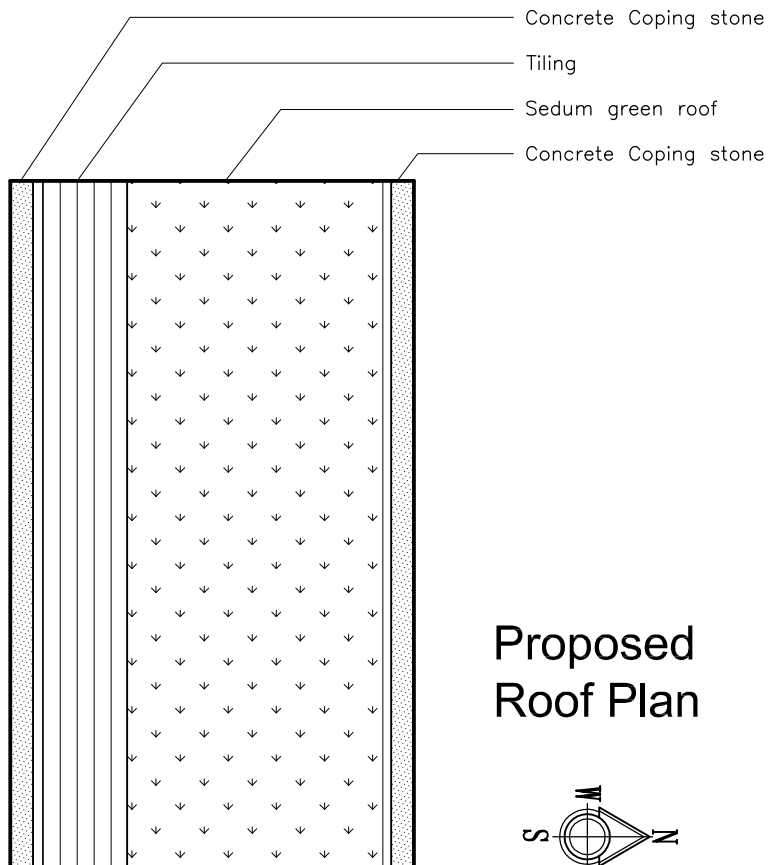 Concrete Coping stone
Tiling
Sedum green roof
Concrete Coping stone
Proposed
Roof Plan
W
S
N